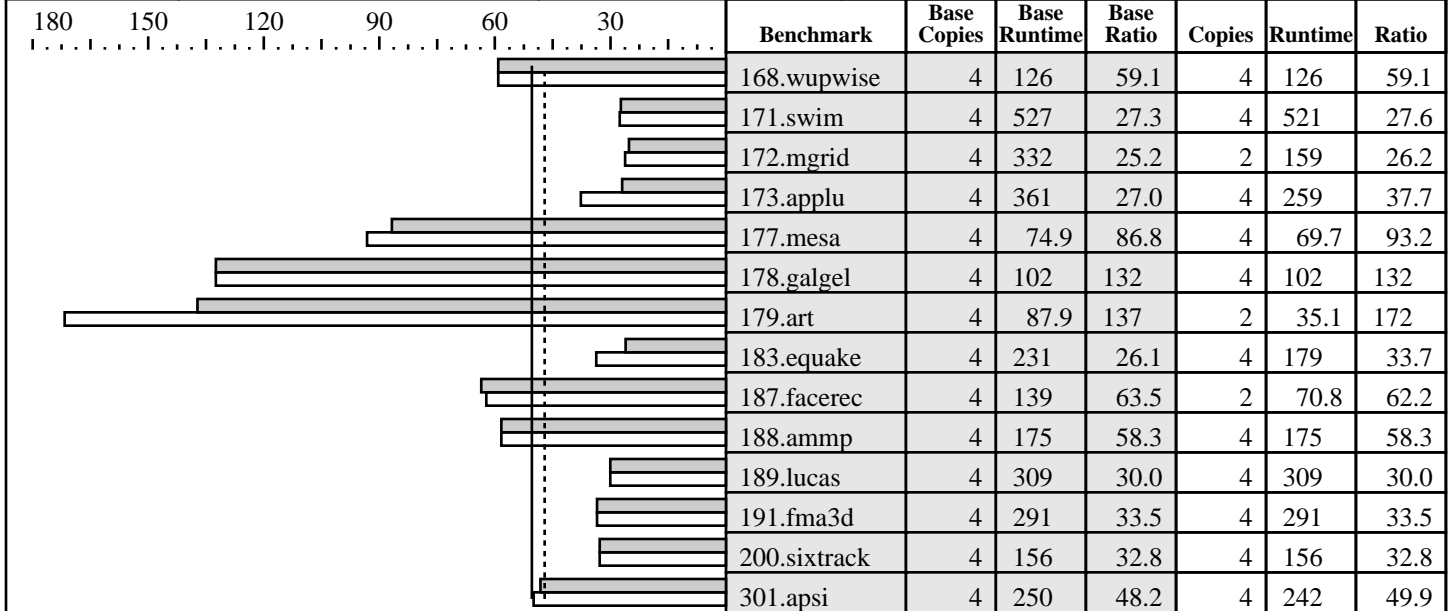 180 150 120 90 60 30
Benchmark Base Copies Base Runtime Base Ratio Copies Runtime Ratio
168.wupwise 4 126 59.1 4 126 59.1
171.swim 4 527 27.3 4 521 27.6
172.mgrid 4 332 25.2 2 159 26.2
173.applu 4 361 27.0 4 259 37.7
177.mesa 4 74.9 86.8 4 69.7 93.2
178.galgel 4 102 132 4 102 132
179.art 4 87.9 137 2 35.1 172
183.equake 4 231 26.1 4 179 33.7
187.facerec 4 139 63.5 2 70.8 62.2
188.ammp 4 175 58.3 4 175 58.3
189.lucas 4 309 30.0 4 309 30.0
191.fma3d 4 291 33.5 4 291 33.5
200.sixtrack 4 156 32.8 4 156 32.8
301.apsi 4 250 48.2 4 242 49.9